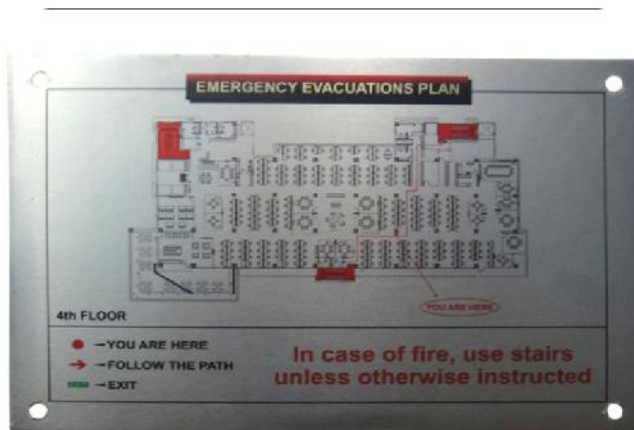 EMERGENCY EVACUATIONS PLAN
YOU ARE HERE
4th FLOOR
YOU ARE HERE
FOLLOW THE PATH
EXIT
In case of fire, use stairs
unless otherwise instructed